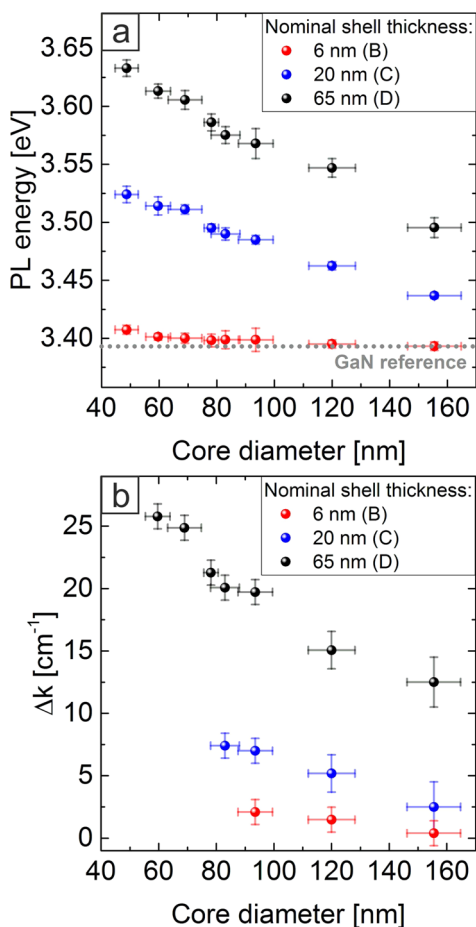 a
Nominal shell thickness:
6 nm (B)
20 nm (C)
65 nm (D)
PL energy [eV]
3.65
3.60
3.55
3.50
3.45
3.40
GaN reference
40 60 80 100 120 140 160
Core diameter [nm]
b
Nominal shell thickness:
6 nm (B)
20 nm (C)
65 nm (D)
Δk [cm⁻¹]
25
20
15
10
5
0
40 60 80 100 120 140 160
Core diameter [nm]